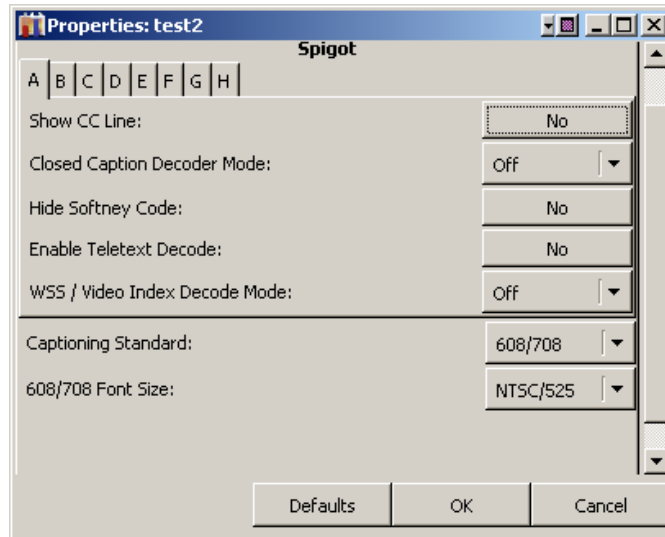 Properties: test2
Spigot
A B C D E F G H
Show CC Line: No
Closed Caption Decoder Mode: Off
Hide Softney Code: No
Enable Teletext Decode: No
WSS / Video Index Decode Mode: Off
Captioning Standard: 608/708
608/708 Font Size: NTSC/525
Defaults OK Cancel